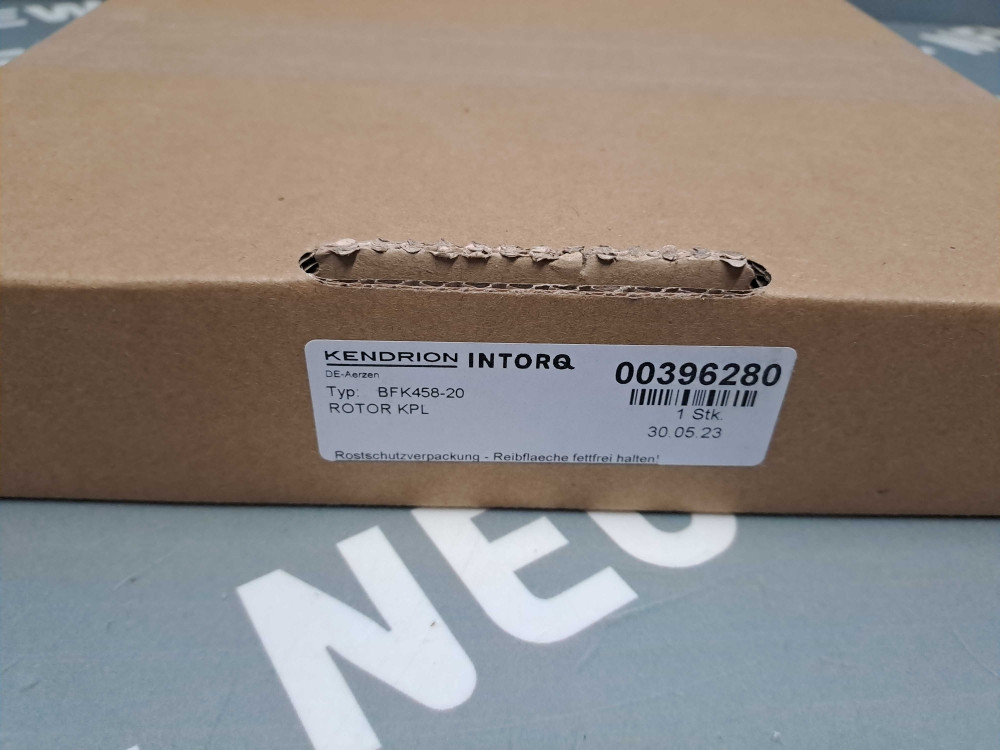 KENDRION INTORQ
DE-Aerzen
Typ: BFK458-20
ROTOR KPL
00396280
1 Stk.
30.05.23
Rostschutzverpackung - Reibflaeche fettfrei halten!
NEU